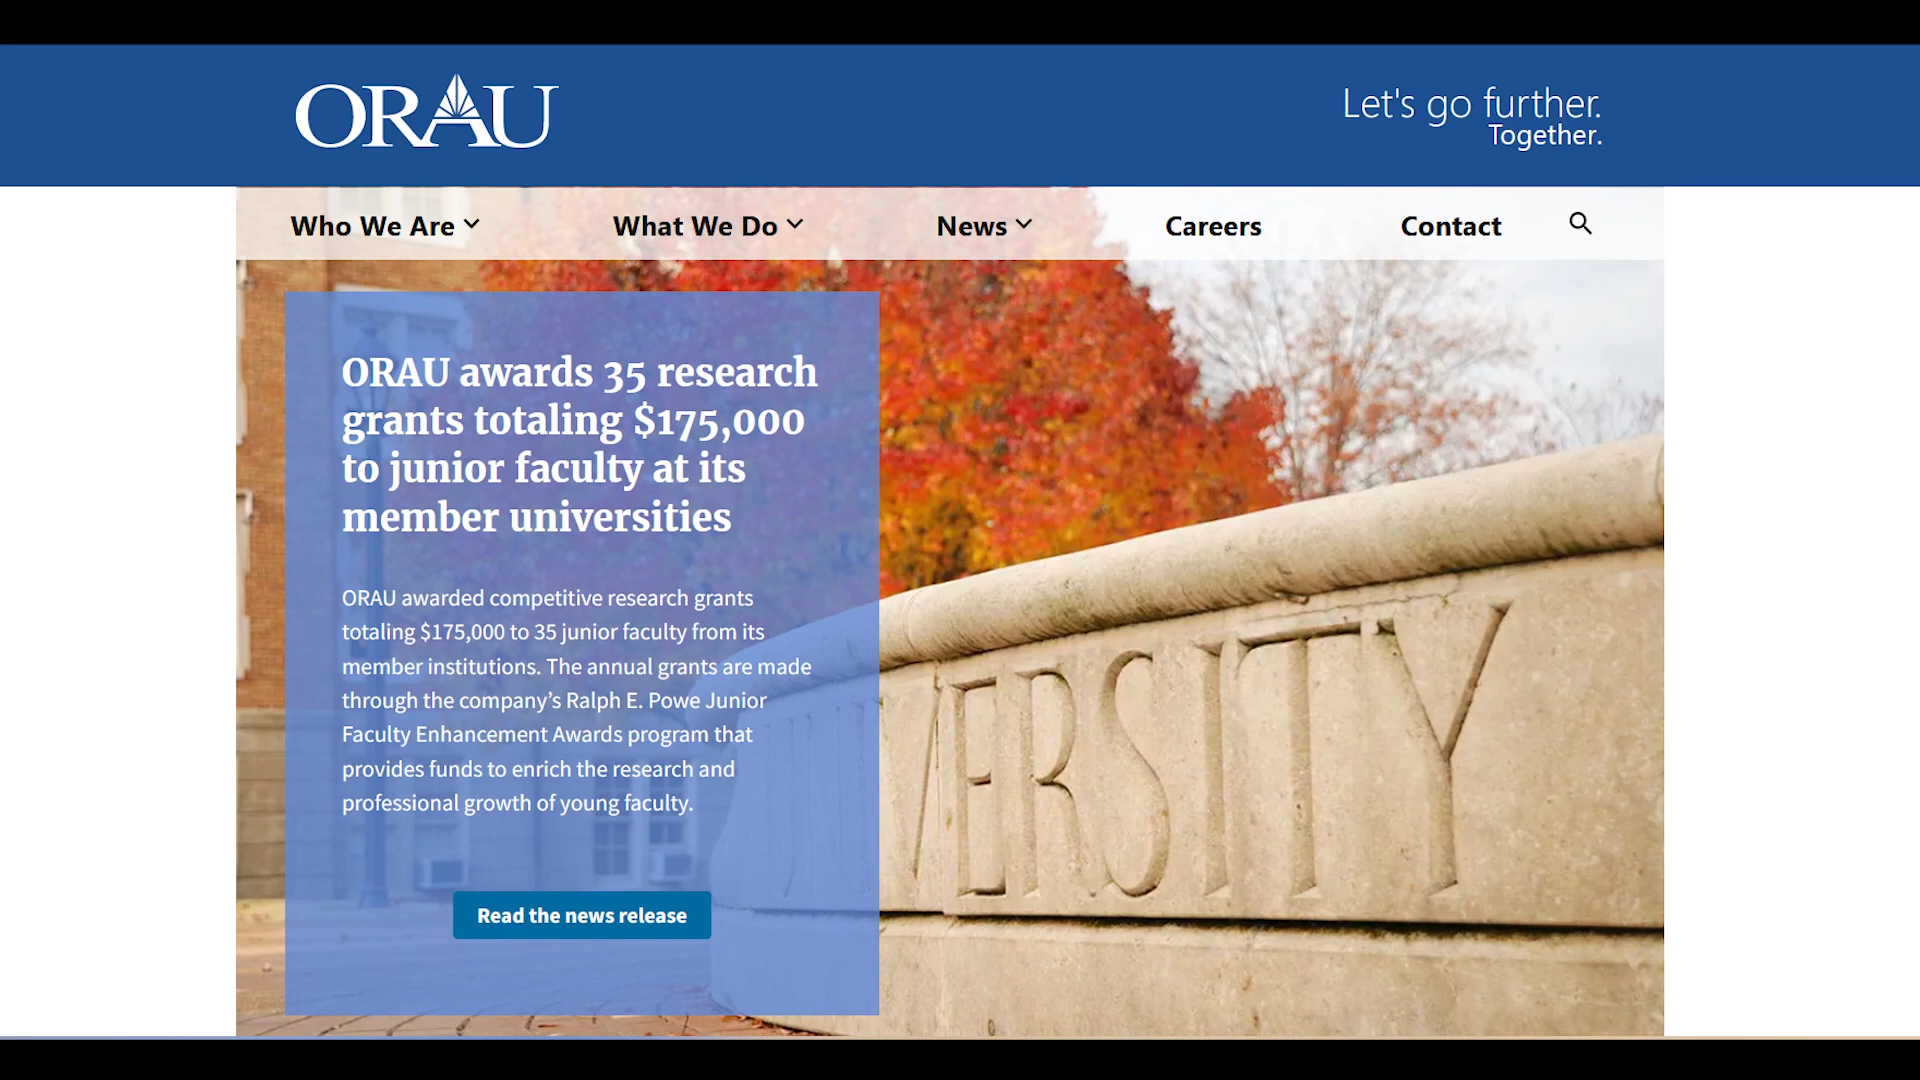 ORAU
Let's go further.
Together.
Who We Are
What We Do
News
Careers
Contact
ORAU awards 35 research
grants totaling $175,000
to junior faculty at its
member universities
ORAU awarded competitive research grants
totaling $175,000 to 35 junior faculty from its
member institutions. The annual grants are made
through the company’s Ralph E. Powe Junior
Faculty Enhancement Awards program that
provides funds to enrich the research and
professional growth of young faculty.
Read the news release
VERSITY